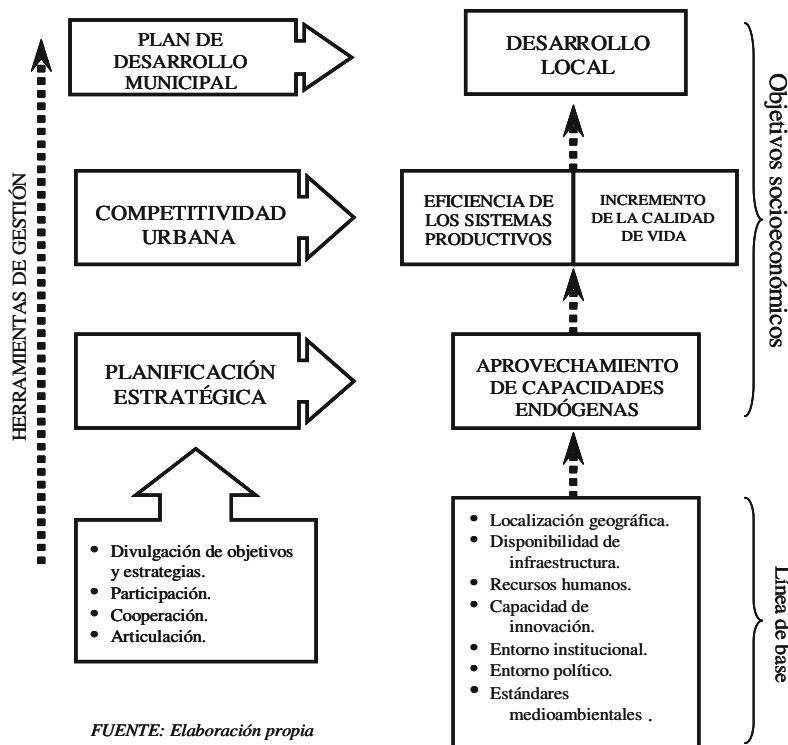 PLAN DE
DESARROLLO
MUNICIPAL
DESARROLLO
LOCAL
COMPETITIVIDAD
URBANA
EFICIENCIA DE
LOS SISTEMAS
PRODUCTIVOS
INCREMENTO
DE LA CALIDAD
DE VIDA
PLANIFICACIÓN
ESTRATÉGICA
APROVECHAMIENTO
DE CAPACIDADES
ENDÓGENAS
• Divulgación de objetivos
y estrategias.
• Participación.
• Cooperación.
• Articulación.
• Localización geográfica.
• Disponibilidad de
infraestructura.
• Recursos humanos.
• Capacidad de
innovación.
• Entorno institucional.
• Entorno político.
• Estándares
medioambientales .
HERRAMIENTAS DE GESTIÓN
Objetivos socioeconómicos
Línea de base
FUENTE: Elaboración propia